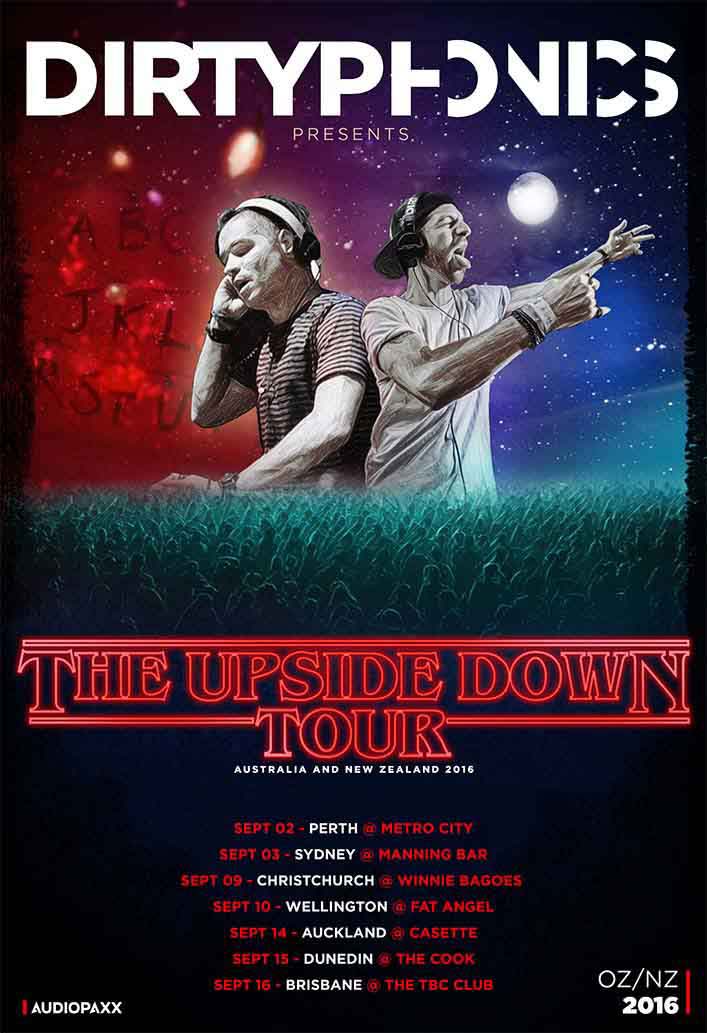 DIRTYPHONICS
PRESENTS
A B C
J K L
R S T U
THE UPSIDE DOWN
TOUR
AUSTRALIA AND NEW ZEALAND 2016
SEPT 02 - PERTH @ METRO CITY
SEPT 03 - SYDNEY @ MANNING BAR
SEPT 09 - CHRISTCHURCH @ WINNIE BAGOES
SEPT 10 - WELLINGTON @ FAT ANGEL
SEPT 14 - AUCKLAND @ CASETTE
SEPT 15 - DUNEDIN @ THE COOK
SEPT 16 - BRISBANE @ THE TBC CLUB
AUDIOPAXX
OZ/NZ
2016